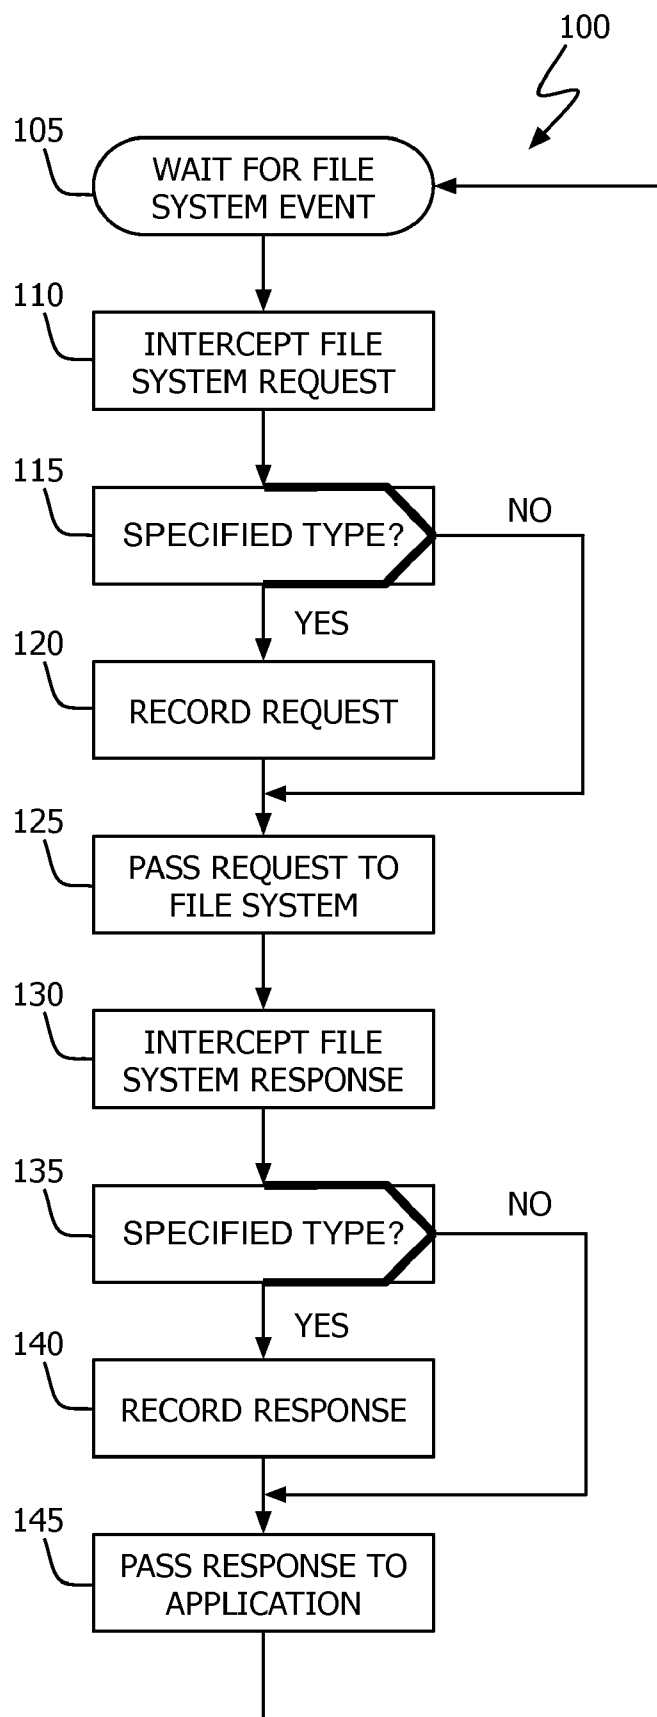 100
105
WAIT FOR FILE
SYSTEM EVENT
110
INTERCEPT FILE
SYSTEM REQUEST
115
SPECIFIED TYPE?
NO
YES
120
RECORD REQUEST
125
PASS REQUEST TO
FILE SYSTEM
130
INTERCEPT FILE
SYSTEM RESPONSE
135
SPECIFIED TYPE?
NO
YES
140
RECORD RESPONSE
145
PASS RESPONSE TO
APPLICATION